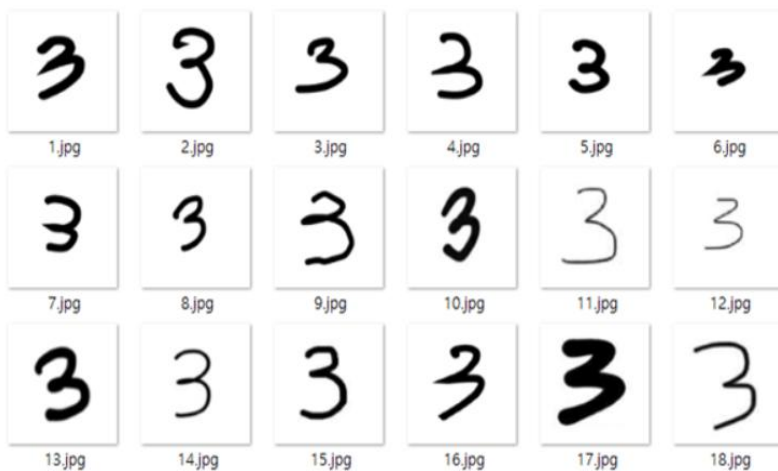 3 3 3 3 3 3
1.jpg 2.jpg 3.jpg 4.jpg 5.jpg 6.jpg
3 3 3 3 3 3
7.jpg 8.jpg 9.jpg 10.jpg 11.jpg 12.jpg
3 3 3 3 3 3
13.jpg 14.jpg 15.jpg 16.jpg 17.jpg 18.jpg